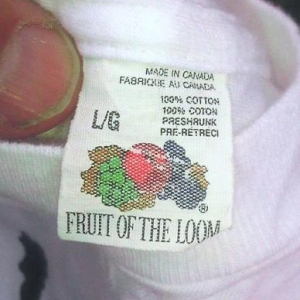 MADE IN CANADA
FABRIQUE AU CANADA
L/G
100% COTTON
100% COTON
PRESHRUNK
PRE-RETRECI
®
FRUIT OF THE LOOM